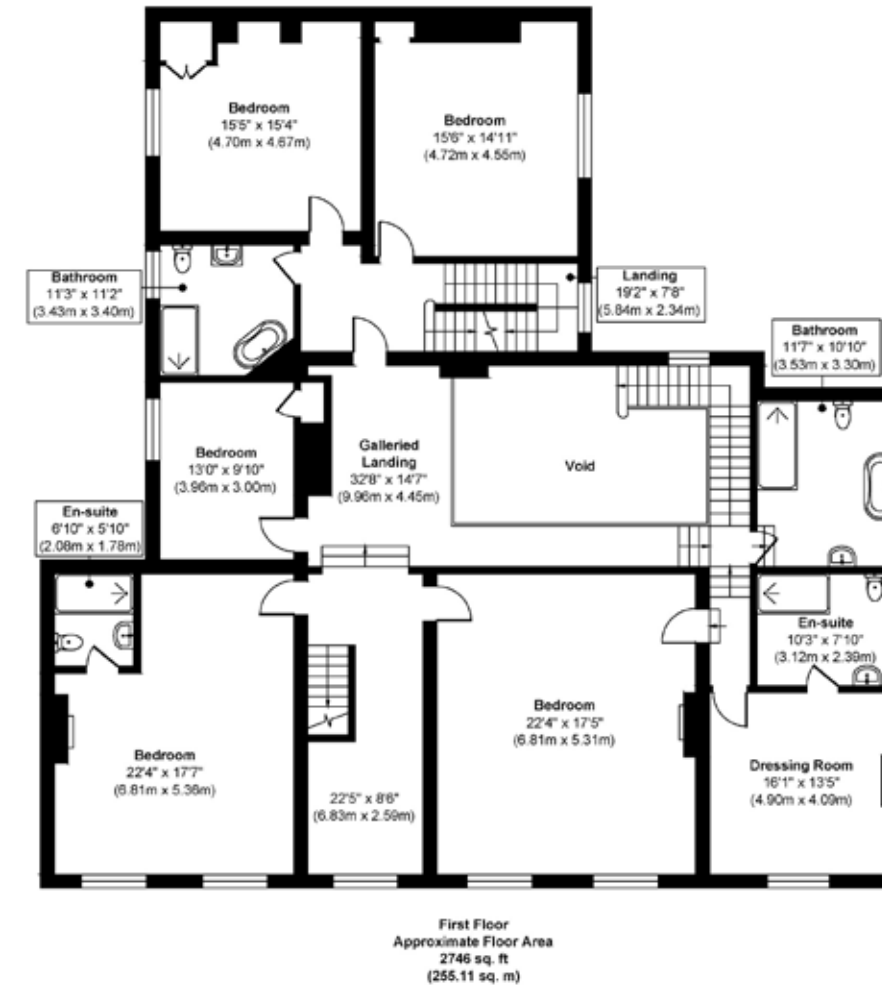 Bedroom
15'5" x 15'4"
(4.70m x 4.67m)
Bedroom
15'6" x 14'11"
(4.72m x 4.55m)
Bathroom
11'3" x 11'2"
(3.43m x 3.40m)
Landing
19'2" x 7'8"
(5.84m x 2.34m)
Bathroom
11'7" x 10'10"
(3.53m x 3.30m)
Bedroom
13'0" x 9'10"
(3.96m x 3.00m)
Galleried
Landing
32'8" x 14'7"
(9.96m x 4.45m)
Void
En-suite
6'10" x 5'10"
(2.08m x 1.78m)
En-suite
10'3" x 7'10"
(3.12m x 2.39m)
Bedroom
22'4" x 17'7"
(6.81m x 5.36m)
22'5" x 8'6"
(6.83m x 2.59m)
Bedroom
22'4" x 17'5"
(6.81m x 5.31m)
Dressing Room
16'1" x 13'5"
(4.90m x 4.09m)
First Floor
Approximate Floor Area
2746 sq. ft
(255.11 sq. m)